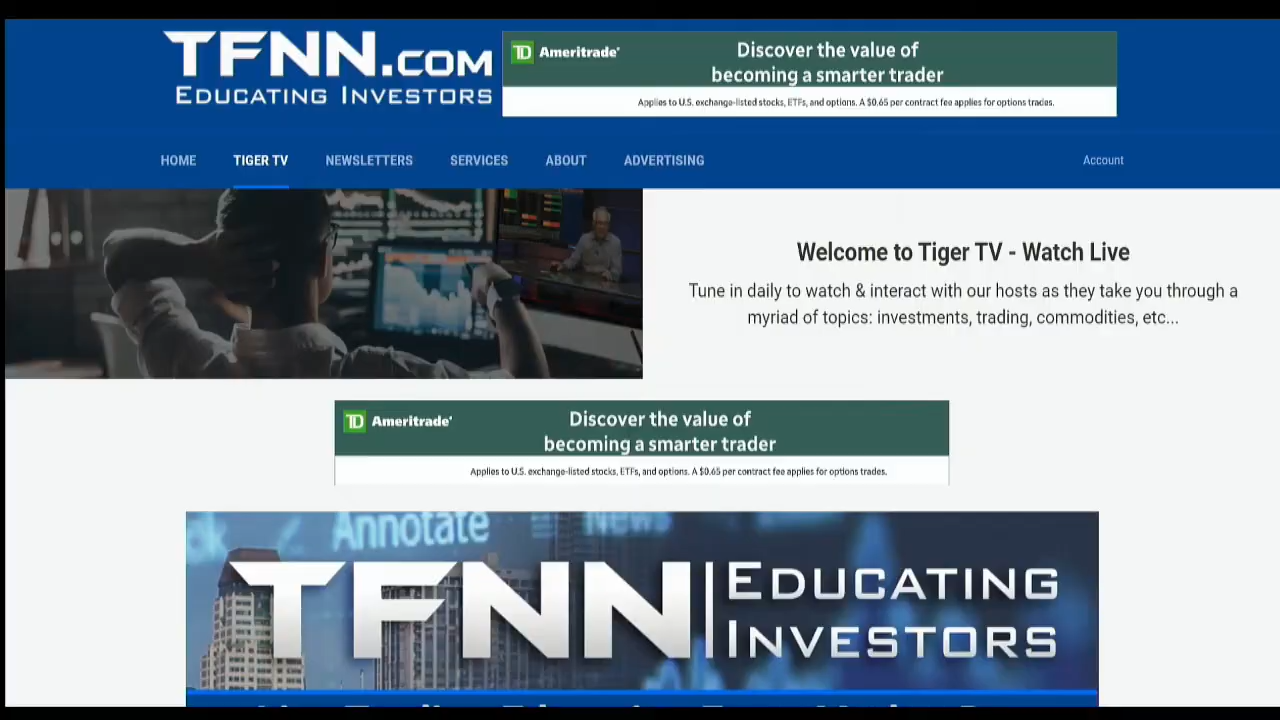 TFNN.COM
EDUCATING INVESTORS
TD Ameritrade
Discover the value of
becoming a smarter trader
Applies to U.S. exchange-listed stocks, ETFs, and options. A $0.65 per contract fee applies for options trades.
HOME TIGER TV NEWSLETTERS SERVICES ABOUT ADVERTISING Account
Welcome to Tiger TV - Watch Live
Tune in daily to watch & interact with our hosts as they take you through a
myriad of topics: investments, trading, commodities, etc...
TD Ameritrade
Discover the value of
becoming a smarter trader
Applies to U.S. exchange-listed stocks, ETFs, and options. A $0.65 per contract fee applies for options trades.
Annotate News
TFNN EDUCATING
INVESTORS